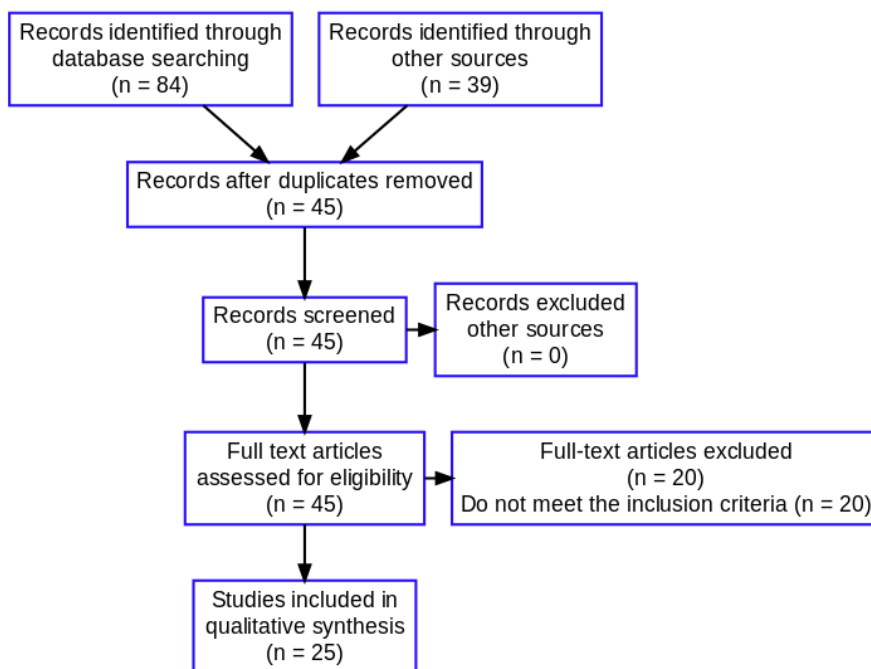 Records identified through
database searching
(n = 84)
Records identified through
other sources
(n = 39)
Records after duplicates removed
(n = 45)
Records screened
(n = 45)
Records excluded
other sources
(n = 0)
Full text articles
assessed for eligibility
(n = 45)
Full-text articles excluded
(n = 20)
Do not meet the inclusion criteria (n = 20)
Studies included in
qualitative synthesis
(n = 25)